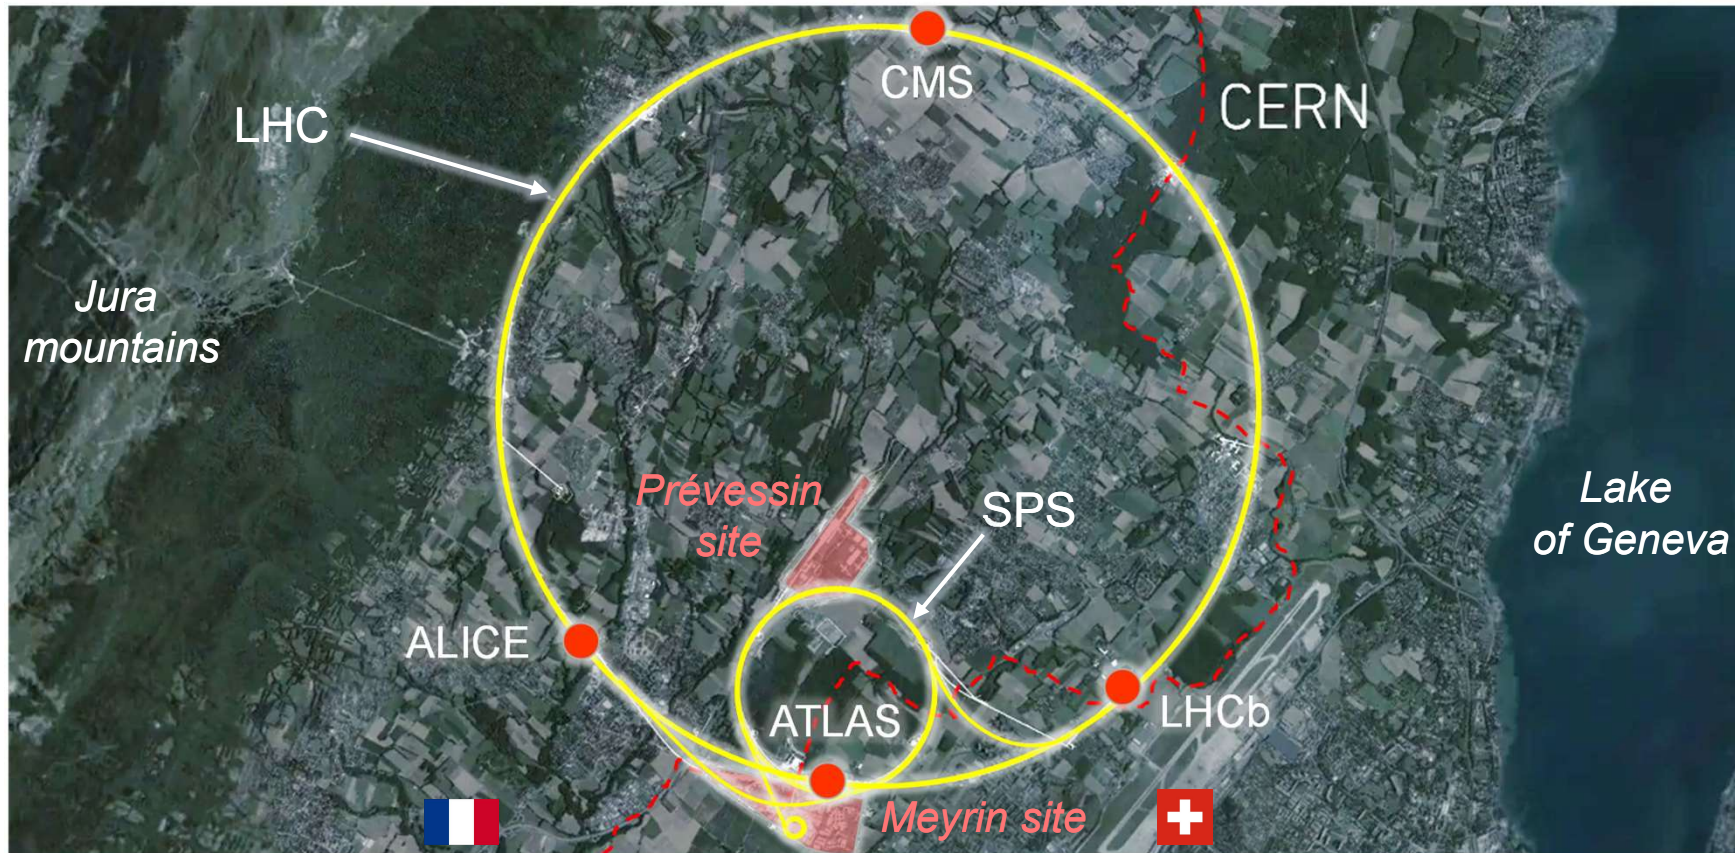 CMS
CERN
LHC
Jura
mountains
Prévessin
site
SPS
Lake
of Geneva
ALICE
ATLAS
LHCb
Meyrin site